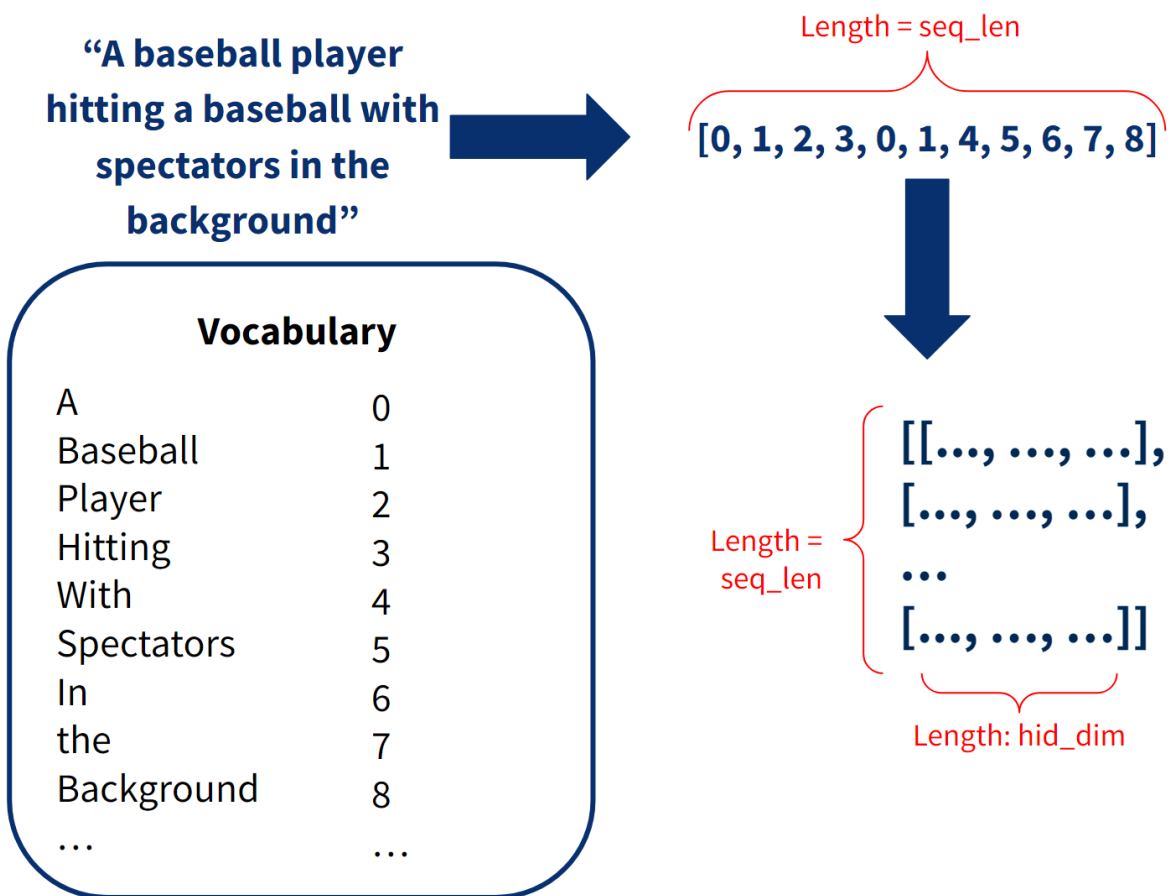 “A baseball player
hitting a baseball with
spectators in the
background”
Length = seq_len
[0, 1, 2, 3, 0, 1, 4, 5, 6, 7, 8]
Vocabulary
A 0
Baseball 1
Player 2
Hitting 3
With 4
Spectators 5
In 6
the 7
Background 8
… …
Length =
seq_len
[[…, …, …],
[…, …, …],
…
[…, …, …]]
Length: hid_dim